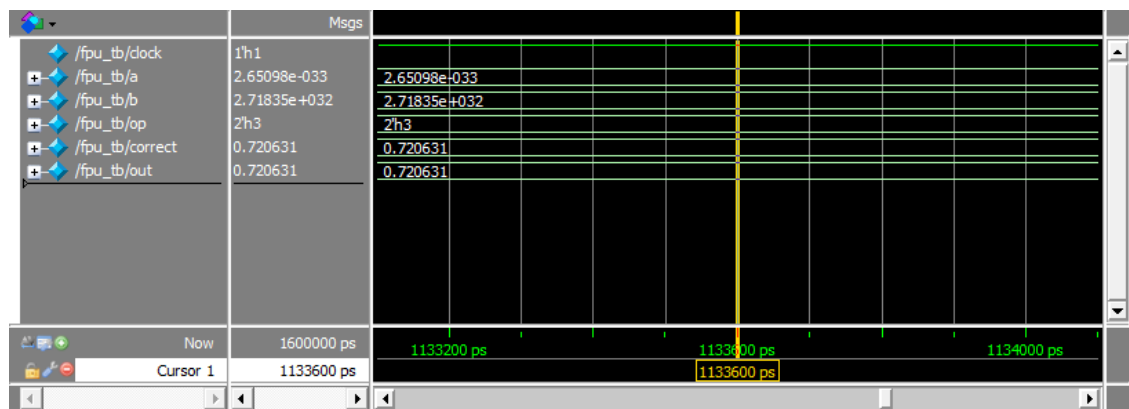 Msgs
/fpu_tb/clock 1'h1
/fpu_tb/a 2.65098e-033 2.65098e-033
/fpu_tb/b 2.71835e+032 2.71835e+032
/fpu_tb/op 2'h3 2'h3
/fpu_tb/correct 0.720631 0.720631
/fpu_tb/out 0.720631 0.720631
Now 1600000 ps 1133200 ps 1133600 ps 1134000 ps
Cursor 1 1133600 ps 1133600 ps